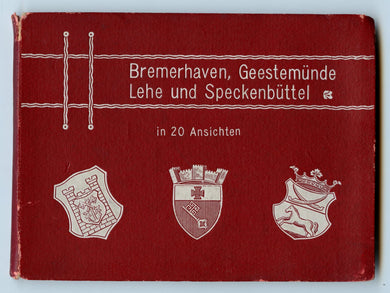 Bremerhaven, Geestemünde
Lehe und Speckenbüttel
in 20 Ansichten